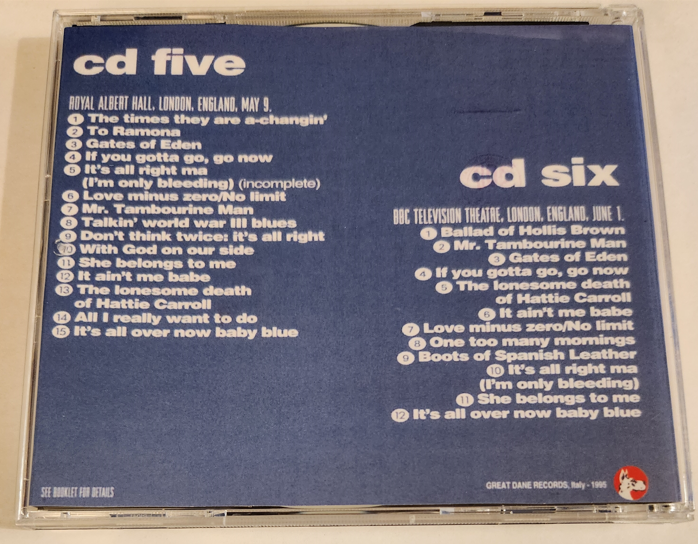 cd five
ROYAL ALBERT HALL, LONDON, ENGLAND, MAY 9.
1 The times they are a-changin'
2 To Ramona
3 Gates of Eden
4 If you gotta go, go now
5 It's all right ma
(I'm only bleeding) (incomplete)
6 Love minus zero/No limit
7 Mr. Tambourine Man
8 Talkin' world war III blues
9 Don't think twice: it's all right
10 With God on our side
11 She belongs to me
12 It ain't me babe
13 The lonesome death
of Hattie Carroll
14 All I really want to do
15 It's all over now baby blue
cd six
BBC TELEVISION THEATRE, LONDON, ENGLAND, JUNE 1.
1 Ballad of Hollis Brown
2 Mr. Tambourine Man
3 Gates of Eden
4 If you gotta go, go now
5 The lonesome death
of Hattie Carroll
6 It ain't me babe
7 Love minus zero/No limit
8 One too many mornings
9 Boots of Spanish Leather
10 It's all right ma
(I'm only bleeding)
11 She belongs to me
12 It's all over now baby blue
SEE BOOKLET FOR DETAILS
GREAT DANE RECORDS, Italy - 1995